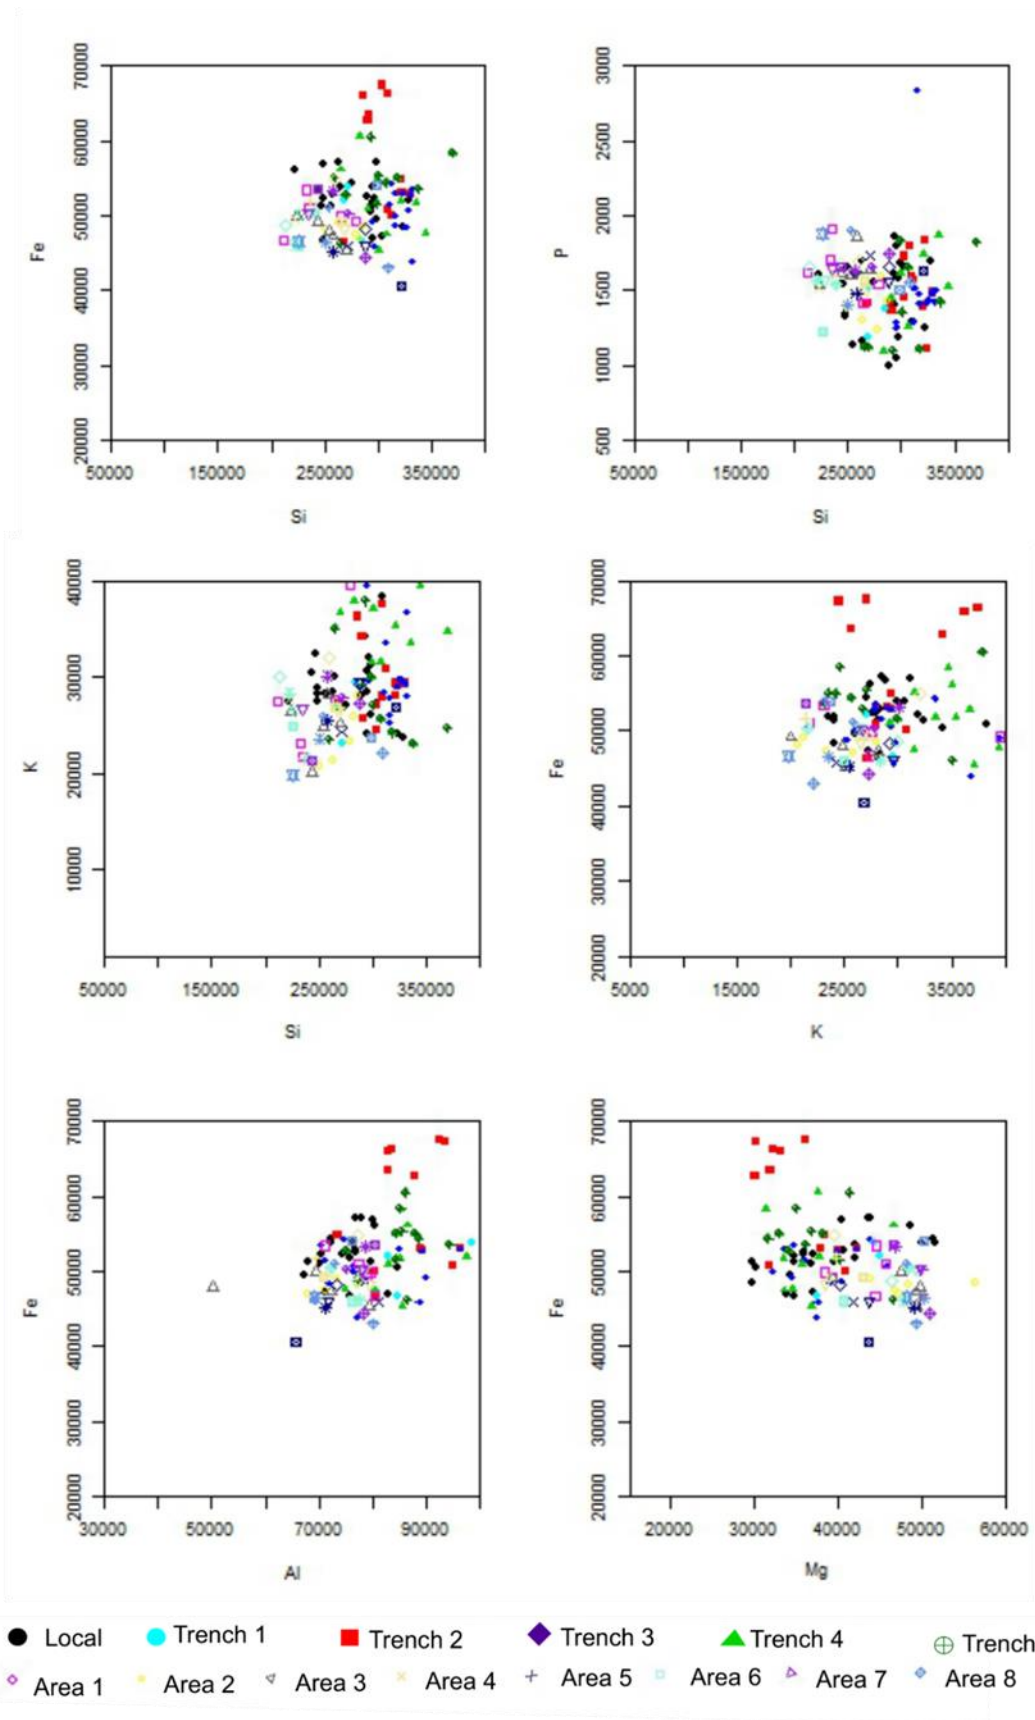 70000 3000
60000 2500
50000 2000
Fe P
40000 1500
30000 1000
20000 500
50000 150000 250000 350000 50000 150000 250000 350000
Si Si
40000 70000
30000 60000
50000
K Fe
20000 40000
10000 30000
20000
50000 150000 250000 350000 5000 15000 25000 35000
Si K
70000 70000
60000 60000
50000 50000
Fe Fe
40000 40000
30000 30000
20000 20000
30000 50000 70000 90000 20000 30000 40000 50000 60000
Al Mg
Local Trench 1 Trench 2 Trench 3 Trench 4 Trench
Area 1 Area 2 Area 3 Area 4 Area 5 Area 6 Area 7 Area 8